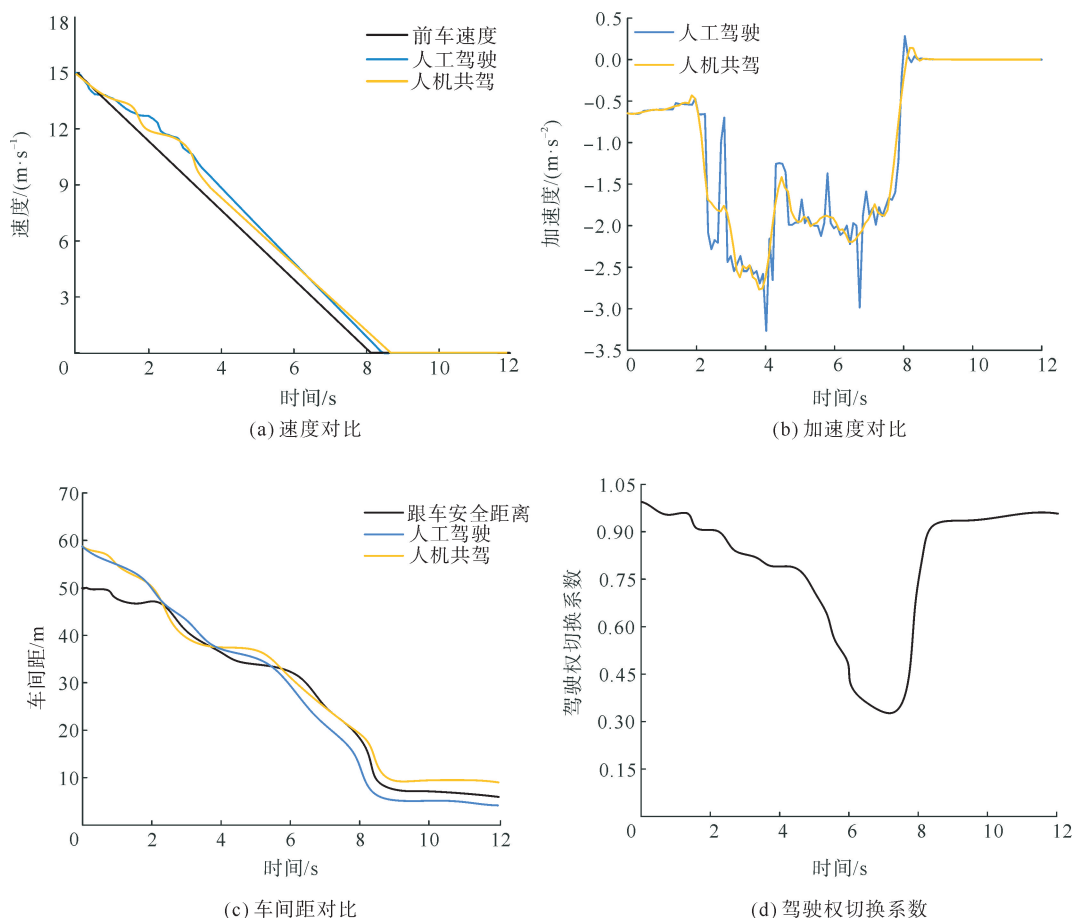 18
15
12
9
6
3
0
2
4
6
8
10
12
速度/(m·s⁻¹)
前车速度
人工驾驶
人机共驾
时间/s
(a) 速度对比
0.5
0.0
−0.5
−1.0
−1.5
−2.0
−2.5
−3.0
−3.5
0
2
4
6
8
10
12
加速度/(m·s⁻²)
人工驾驶
人机共驾
时间/s
(b) 加速度对比
70
60
50
40
30
20
10
0
2
4
6
8
10
12
车间距/m
跟车安全距离
人工驾驶
人机共驾
时间/s
(c) 车间距对比
1.05
0.90
0.75
0.60
0.45
0.30
0.15
0
2
4
6
8
10
12
驾驶权切换系数
时间/s
(d) 驾驶权切换系数